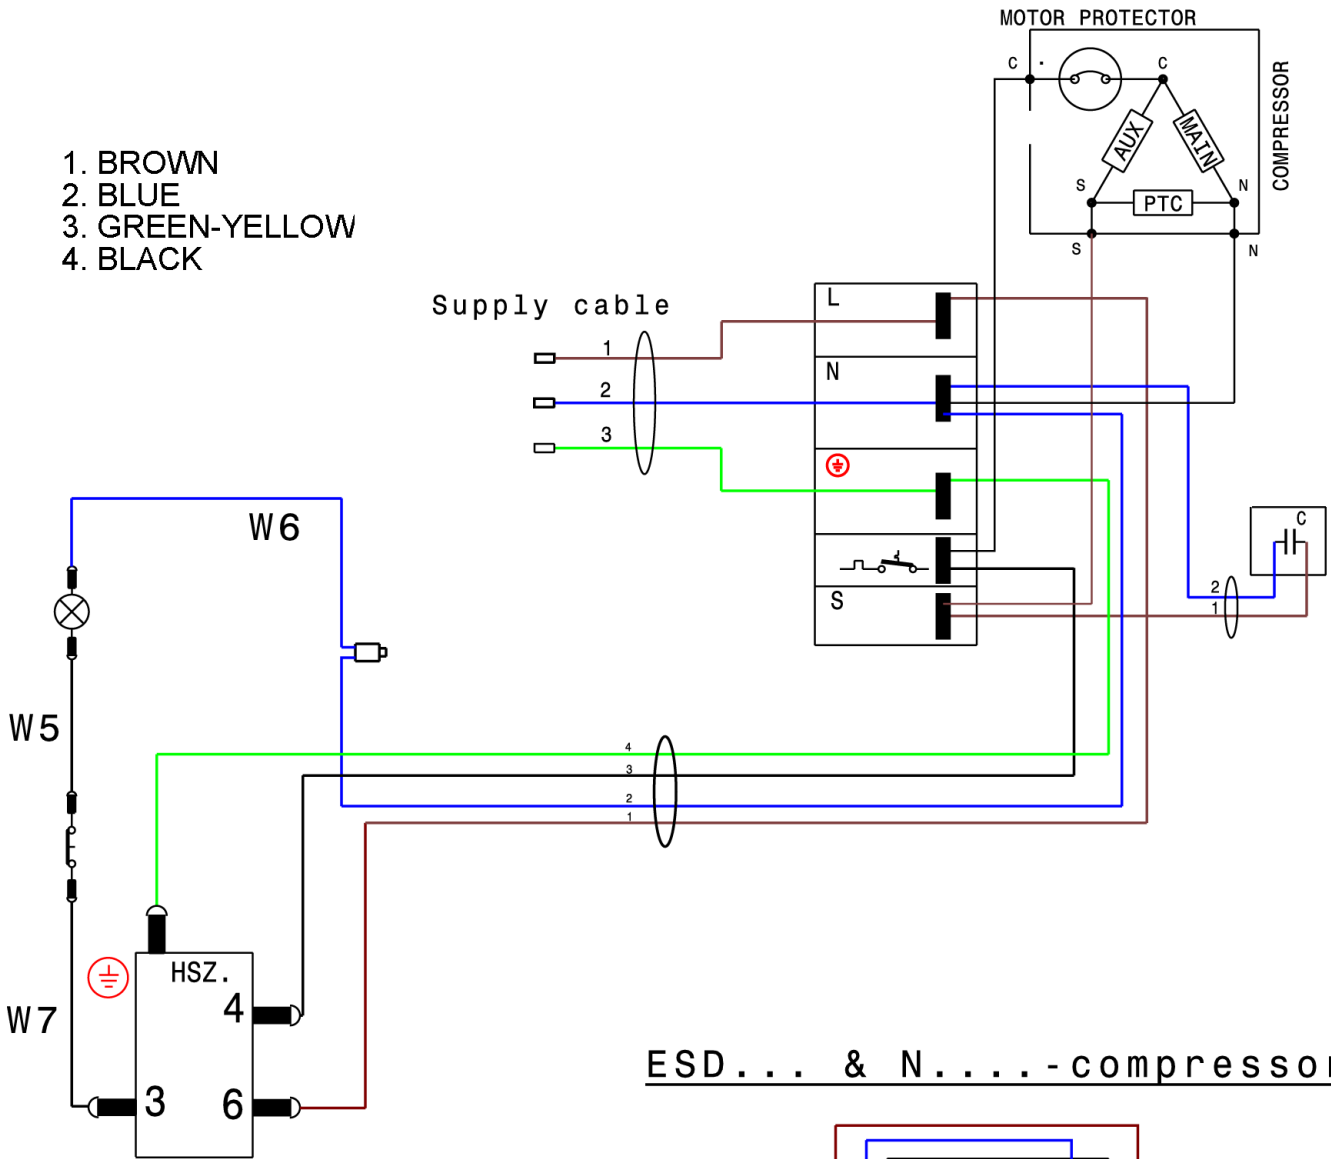 MOTOR PROTECTOR
C .
C
COMPRESSOR
AUX
MAIN
S
PTC
N
S
N
1. BROWN
2. BLUE
3. GREEN-YELLOW
4. BLACK
Supply cable
1
2
3
L
N
S
C
2
1
W6
W5
4
3
2
1
HSZ.
4
W7
3
6
ESD... & N....-compressor